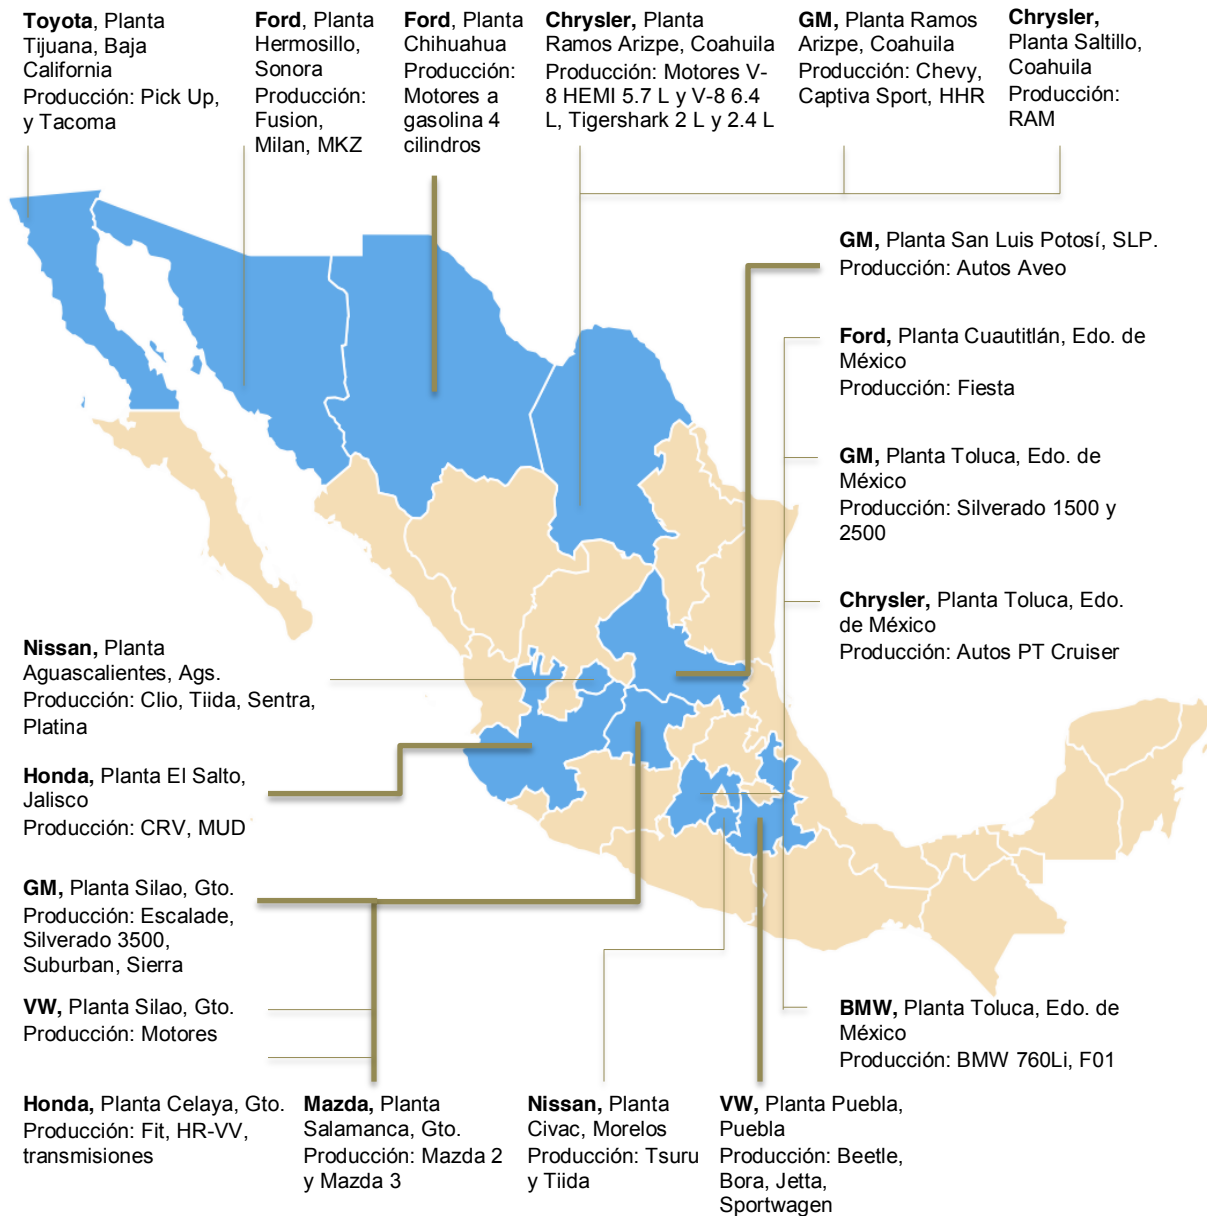 Toyota, Planta
Tijuana, Baja
California
Producción: Pick Up,
y Tacoma
Ford, Planta
Hermosillo,
Sonora
Producción:
Fusion,
Milan, MKZ
Ford, Planta
Chihuahua
Producción:
Motores a
gasolina 4
cilindros
Chrysler, Planta
Ramos Arizpe, Coahuila
Producción: Motores V-
8 HEMI 5.7 L y V-8 6.4
L, Tigershark 2 L y 2.4 L
GM, Planta Ramos
Arizpe, Coahuila
Producción: Chevy,
Captiva Sport, HHR
Chrysler,
Planta Saltillo,
Coahuila
Producción:
RAM
GM, Planta San Luis Potosí, SLP.
Producción: Autos Aveo
Ford, Planta Cuautitlán, Edo. de
México
Producción: Fiesta
GM, Planta Toluca, Edo. de
México
Producción: Silverado 1500 y
2500
Chrysler, Planta Toluca, Edo.
de México
Producción: Autos PT Cruiser
Nissan, Planta
Aguascalientes, Ags.
Producción: Clio, Tiida, Sentra,
Platina
Honda, Planta El Salto,
Jalisco
Producción: CRV, MUD
GM, Planta Silao, Gto.
Producción: Escalade,
Silverado 3500,
Suburban, Sierra
VW, Planta Silao, Gto.
Producción: Motores
BMW, Planta Toluca, Edo. de
México
Producción: BMW 760Li, F01
Honda, Planta Celaya, Gto.
Producción: Fit, HR-VV,
transmisiones
Mazda, Planta
Salamanca, Gto.
Producción: Mazda 2
y Mazda 3
Nissan, Planta
Civac, Morelos
Producción: Tsuru
y Tiida
VW, Planta Puebla,
Puebla
Producción: Beetle,
Bora, Jetta,
Sportwagen